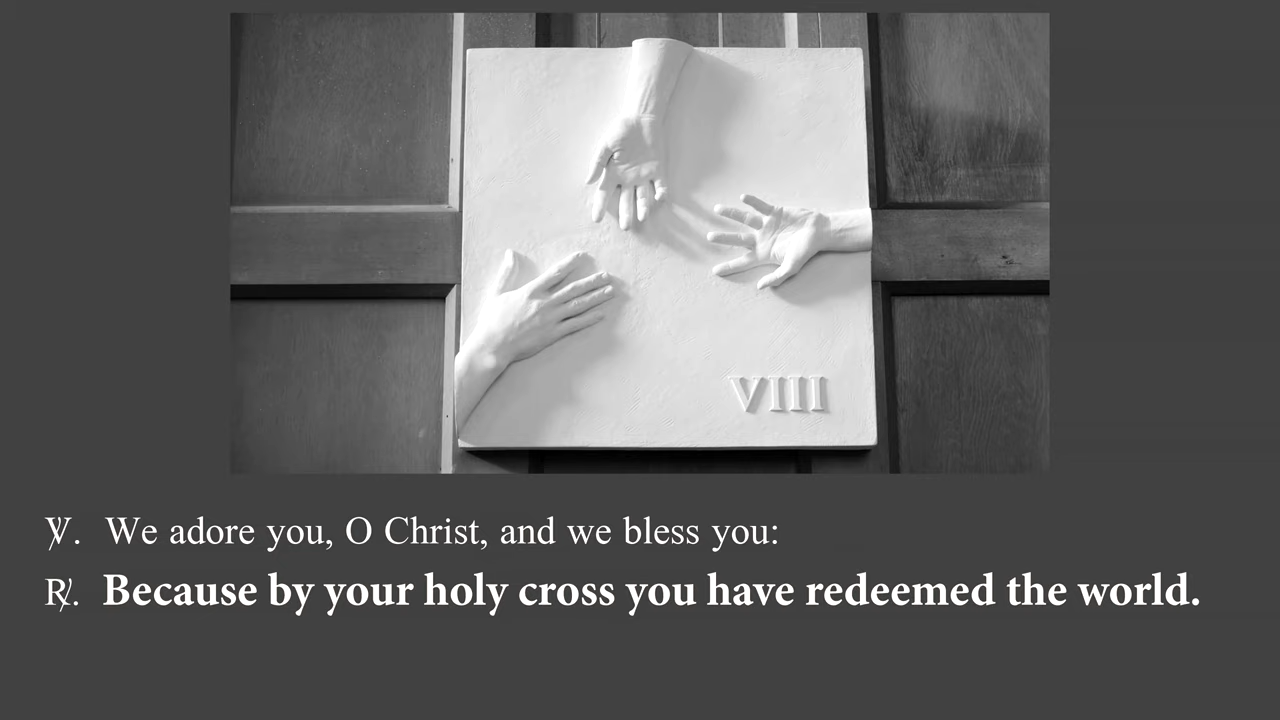 VIII
℣. We adore you, O Christ, and we bless you:
℟. Because by your holy cross you have redeemed the world.